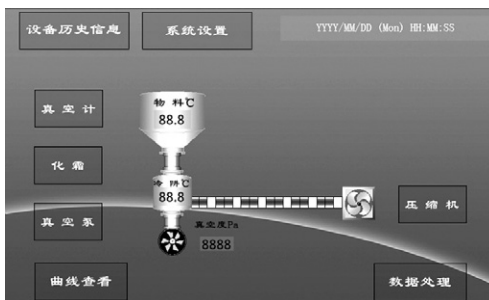 设备历史信息
系统设置
YYYY/MM/DD (Mon) HH:MM:SS
真空计
物料℃
88.8
化霜
冷阱℃
88.8
压缩机
真空泵
真空度Pa
8888
曲线查看
数据处理